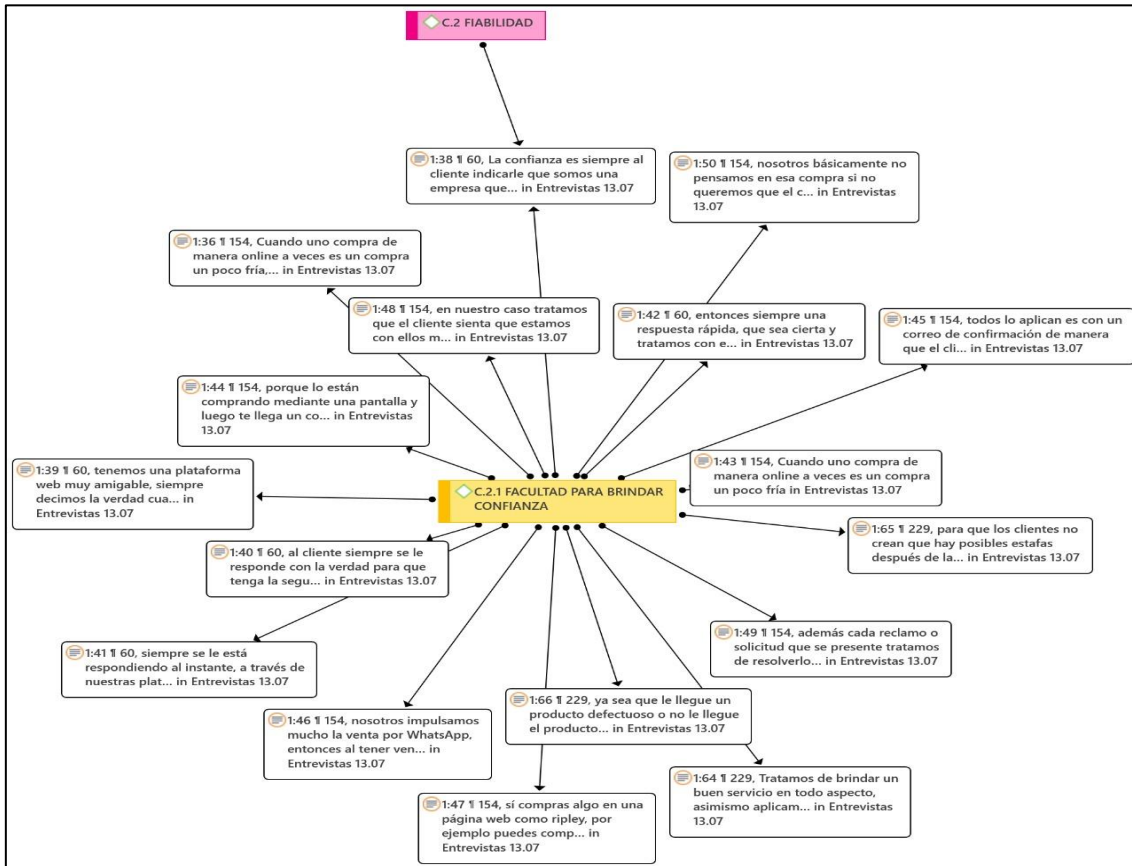 C.2 FIABILIDAD
1:38 ¶ 60, La confianza es siempre al
cliente indicarle que somos una
empresa que... in Entrevistas 13.07
1:50 ¶ 154, nosotros básicamente no
pensamos en esa compra si no
queremos que el c... in Entrevistas
13.07
1:36 ¶ 154, Cuando uno compra de
manera online a veces es un compra
un poco fría,... in Entrevistas 13.07
1:48 ¶ 154, en nuestro caso tratamos
que el cliente sienta que estamos
con ellos m... in Entrevistas 13.07
1:42 ¶ 60, entonces siempre una
respuesta rápida, que sea cierta y
tratamos con e... in Entrevistas
13.07
1:45 ¶ 154, todos lo aplican es con un
correo de confirmación de manera
que el cli... in Entrevistas 13.07
1:44 ¶ 154, porque lo están
comprando mediante una pantalla y
luego te llega un co... in Entrevistas
13.07
1:39 ¶ 60, tenemos una plataforma
web muy amigable, siempre
decimos la verdad cua... in
Entrevistas 13.07
C.2.1 FACULTAD PARA BRINDAR
CONFIANZA
1:43 ¶ 154, Cuando uno compra de
manera online a veces es un compra
un poco fría in Entrevistas 13.07
1:65 ¶ 229, para que los clientes no
crean que hay posibles estafas
después de la... in Entrevistas 13.07
1:40 ¶ 60, al cliente siempre se le
responde con la verdad para que
tenga la segu... in Entrevistas 13.07
1:41 ¶ 60, siempre se le está
respondiendo al instante, a través de
nuestras plat... in Entrevistas 13.07
1:49 ¶ 154, además cada reclamo o
solicitud que se presente tratamos
de resolverlo... in Entrevistas 13.07
1:66 ¶ 229, ya sea que le llegue un
producto defectuoso o no le llegue
el producto... in Entrevistas 13.07
1:46 ¶ 154, nosotros impulsamos
mucho la venta por WhatsApp,
entonces al tener ven... in
Entrevistas 13.07
1:64 ¶ 229, Tratamos de brindar un
buen servicio en todo aspecto,
asimismo aplicam... in Entrevistas
13.07
1:47 ¶ 154, sí compras algo en una
página web como ripley, por
ejemplo puedes comp... in
Entrevistas 13.07